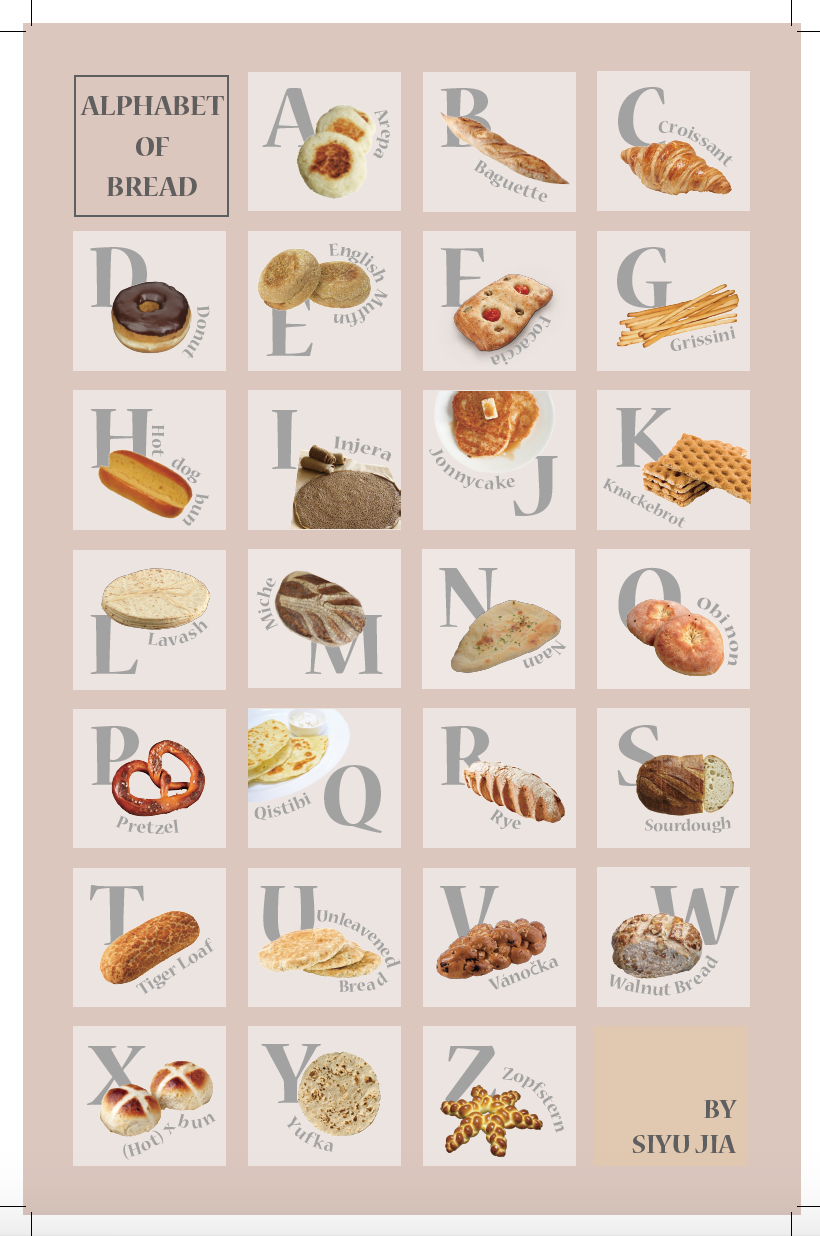 ALPHABET
OF
BREAD
A
Arepa
B
Baguette
C
Croissant
D
Donut
E
English Muffin
F
Focaccia
G
Grissini
H
Hot dog bun
I
Injera
J
Jonnycake
K
Knackebrot
L
Lavash
M
Miche
N
Naan
O
Obi non
P
Pretzel
Q
Qistibi
R
Rye
S
Sourdough
T
Tiger Loaf
U
Unleavened
Bread
V
Vánočka
W
Walnut Bread
X
(Hot) x bun
Y
Yufka
Z
Zopfstern
BY
SIYU JIA